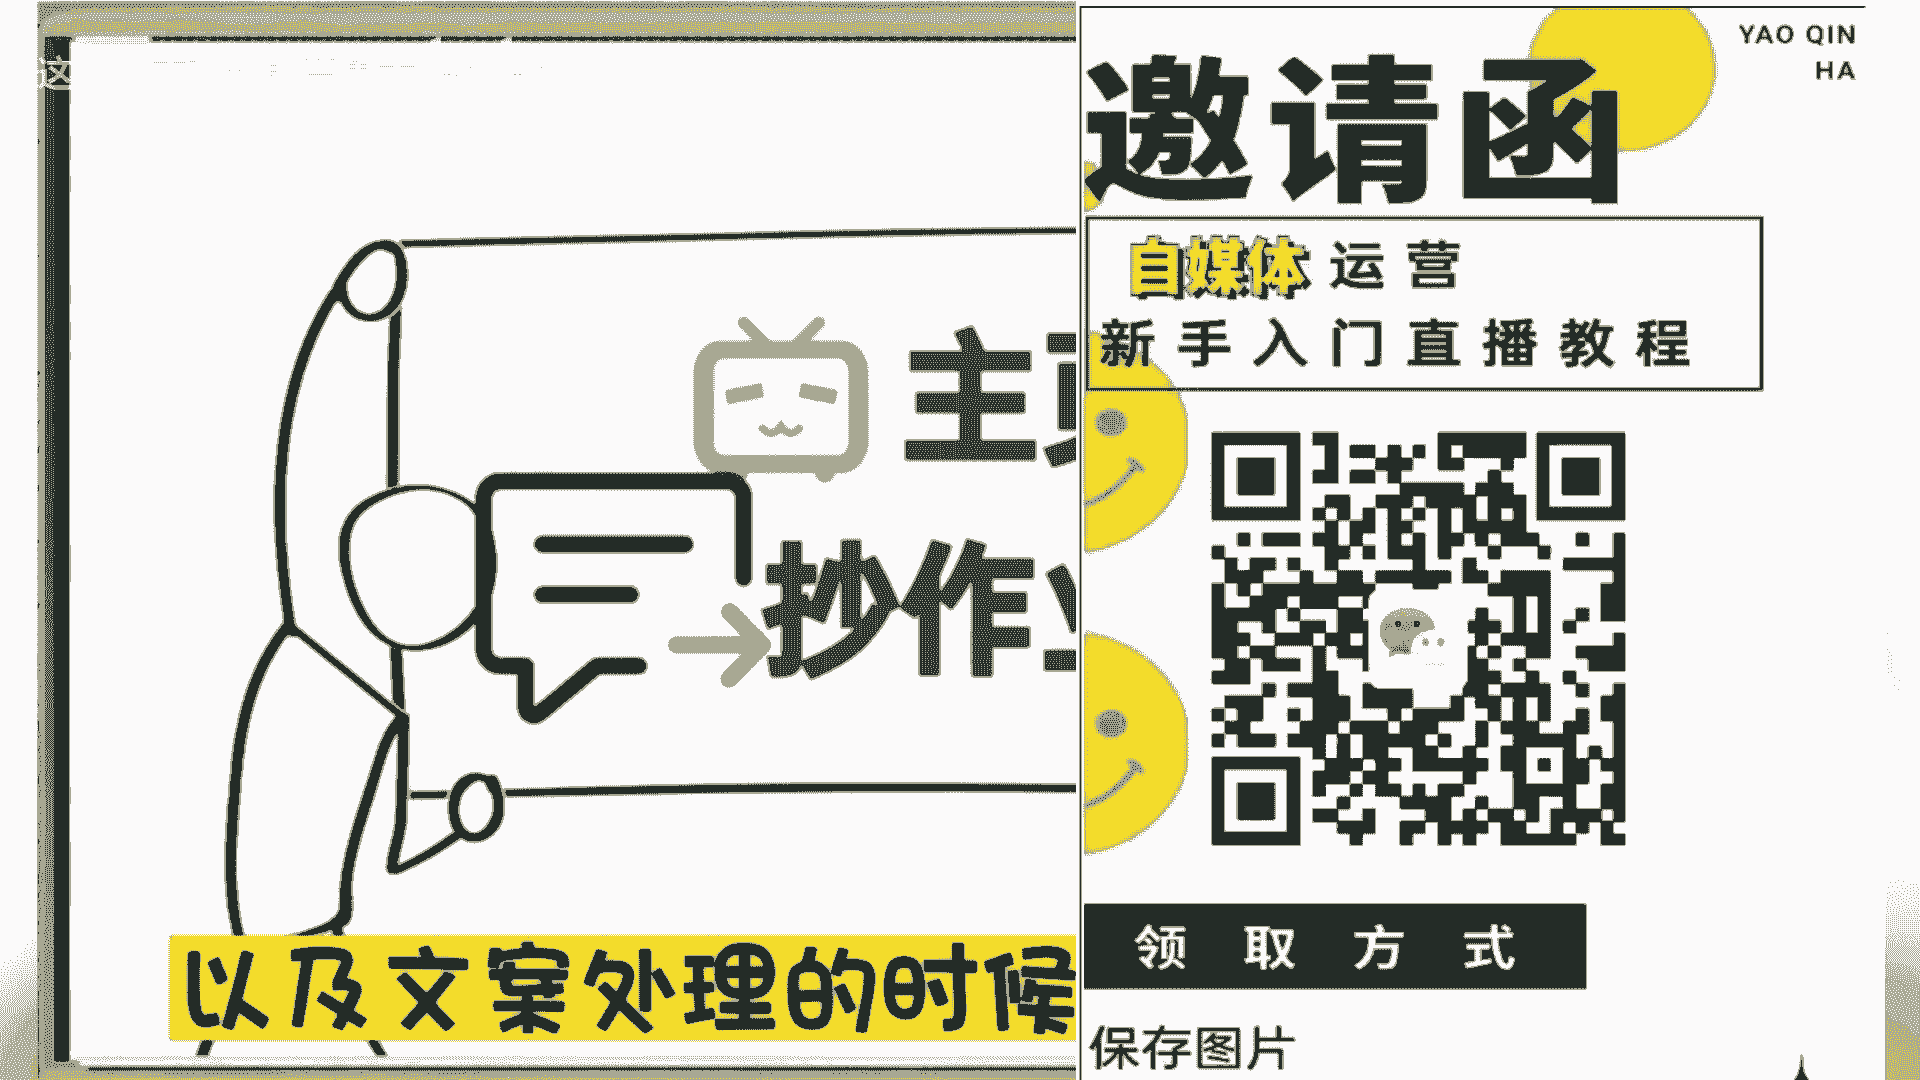 这
主
抄作
以及文案处理的时候
YAO QIN
HA
邀请函
自媒体运营
新手入门直播教程
领取方式
保存图片